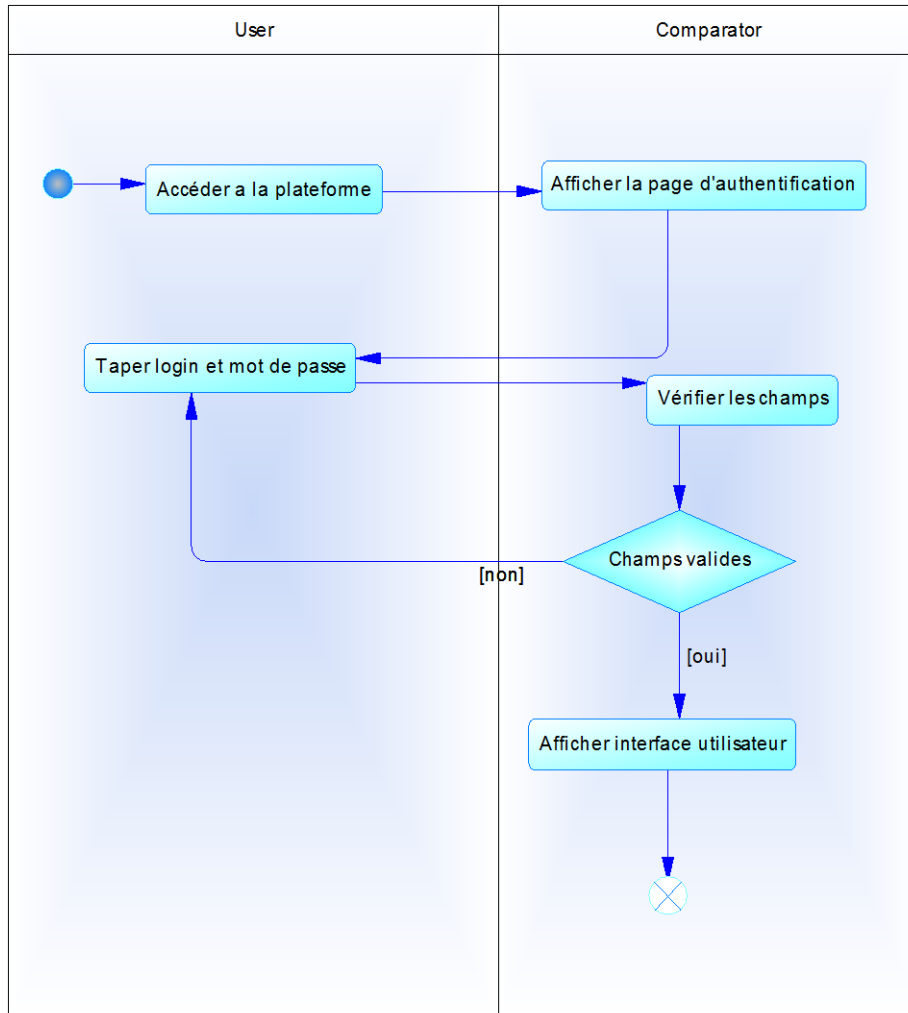 User
Comparator
Accéder a la plateforme
Afficher la page d'authentification
Taper login et mot de passe
Vérifier les champs
Champs valides
[non]
[oui]
Afficher interface utilisateur